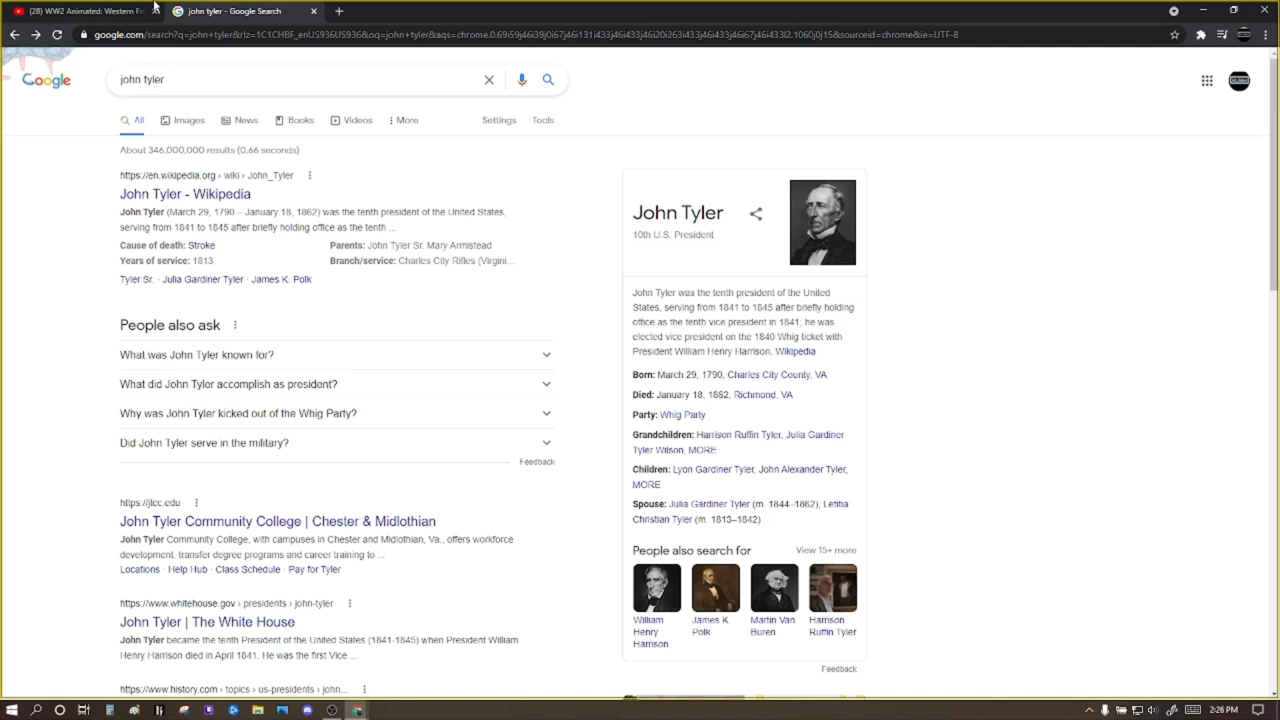 (28) WW2 Animated: Western Fr
john tyler - Google Search
google.com/search?q=john+tyler&rlz=1C1CHBF_enUS936US936&oq=john+tyler&aqs=chrome.0.69i59j46i39j0i67j46i131i433j46i433j46i20i263i433j46i433j46i67j46i433l2.1060j0j15&sourceid=chrome&ie=UTF-8
Google
john tyler
All
Images
News
Books
Videos
More
Settings
Tools
About 346,000,000 results (0.66 seconds)
https://en.wikipedia.org › wiki › John_Tyler
John Tyler - Wikipedia
John Tyler (March 29, 1790 – January 18, 1862) was the tenth president of the United States,
serving from 1841 to 1845 after briefly holding office as the tenth ...
Cause of death: Stroke
Parents: John Tyler Sr. Mary Armistead
Years of service: 1813
Branch/service: Charles City Rifles (Virgini...
Tyler Sr. · Julia Gardiner Tyler · James K. Polk
People also ask
What was John Tyler known for?
What did John Tyler accomplish as president?
Why was John Tyler kicked out of the Whig Party?
Did John Tyler serve in the military?
Feedback
https://jtcc.edu
John Tyler Community College | Chester & Midlothian
John Tyler Community College, with campuses in Chester and Midlothian, Va., offers workforce
development, transfer degree programs and career training to ...
Locations · Help Hub · Class Schedule · Pay for Tyler
https://www.whitehouse.gov › presidents › john-tyler
John Tyler | The White House
John Tyler became the tenth President of the United States (1841-1845) when President William
Henry Harrison died in April 1841. He was the first Vice ...
https://www.history.com › topics › us-presidents › john...
John Tyler
10th U.S. President
John Tyler was the tenth president of the United
States, serving from 1841 to 1845 after briefly holding
office as the tenth vice president in 1841; he was
elected vice president on the 1840 Whig ticket with
President William Henry Harrison. Wikipedia
Born: March 29, 1790, Charles City County, VA
Died: January 18, 1862, Richmond, VA
Party: Whig Party
Grandchildren: Harrison Ruffin Tyler, Julia Gardiner
Tyler Wilson, MORE
Children: Lyon Gardiner Tyler, John Alexander Tyler,
MORE
Spouse: Julia Gardiner Tyler (m. 1844–1862), Letitia
Christian Tyler (m. 1813–1842)
People also search for
View 15+ more
William
Henry
Harrison
James K.
Polk
Martin Van
Buren
Harrison
Ruffin Tyler
Feedback
2:26 PM